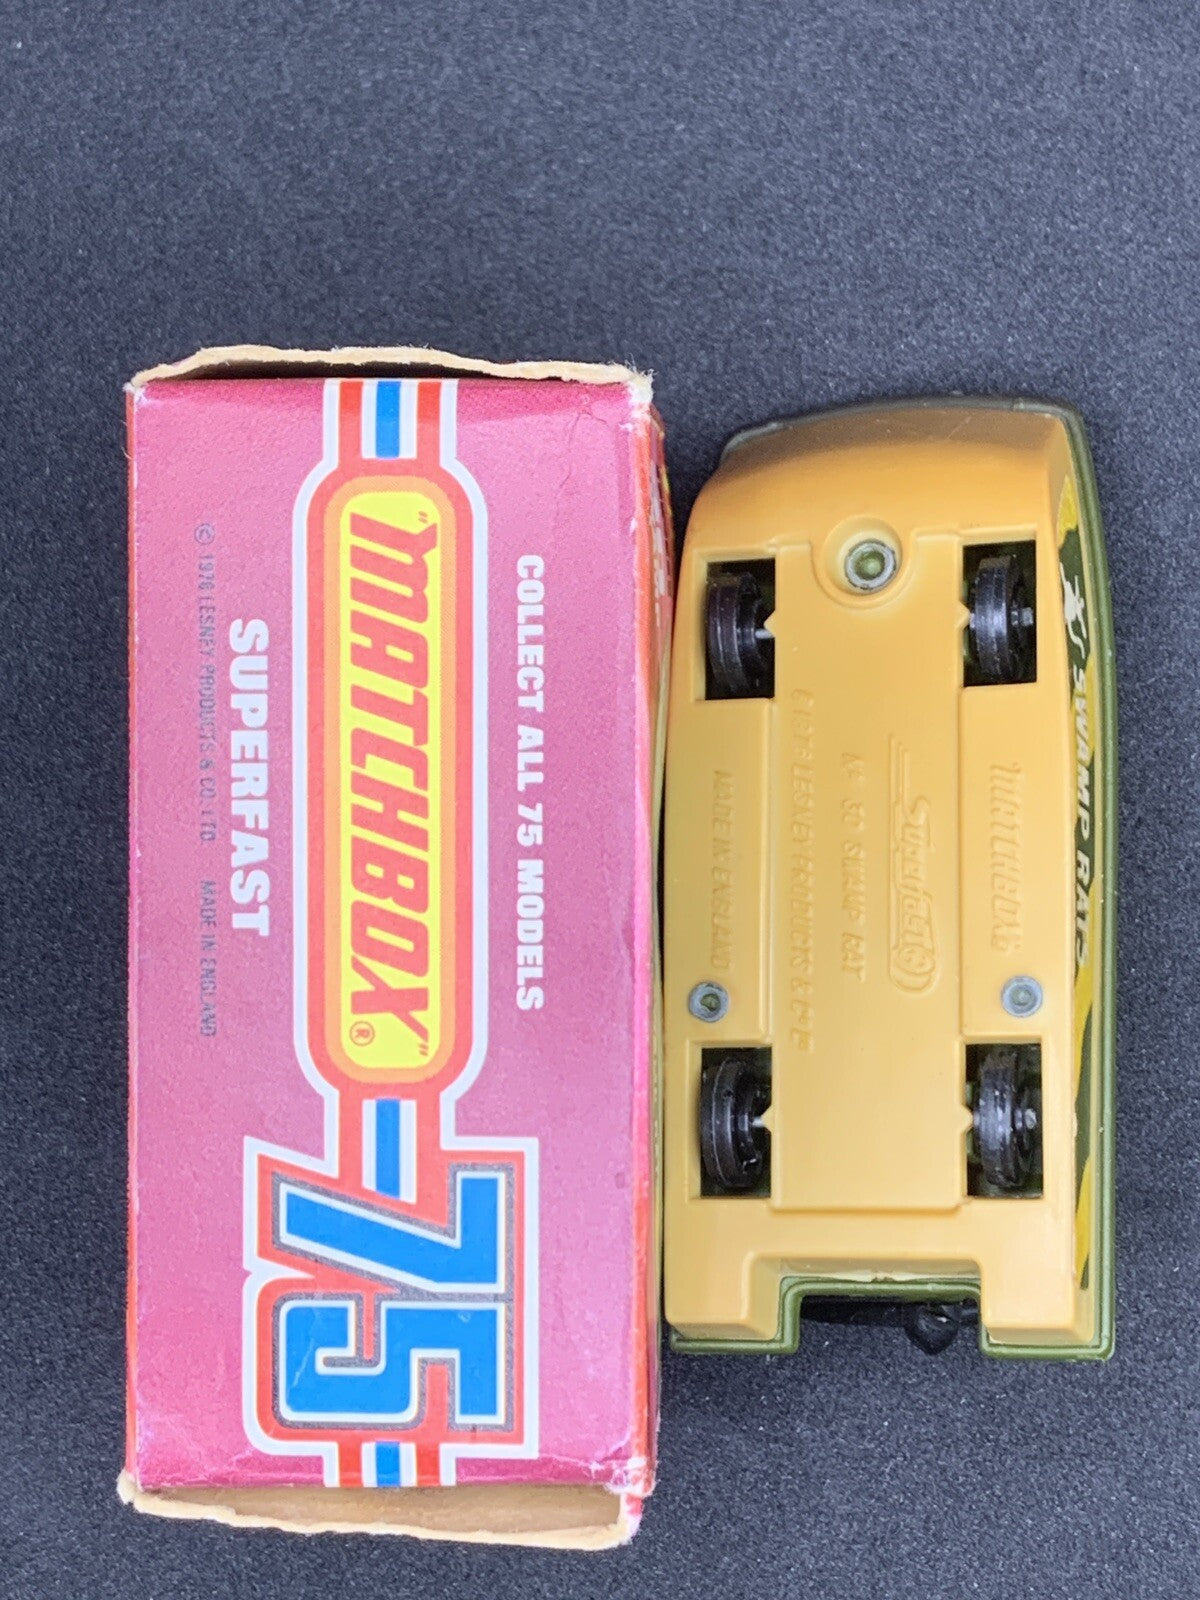 COLLECT ALL 75 MODELS
"MATCHBOX"®
75
SUPERFAST
© 1976 LESNEY PRODUCTS & CO. LTD. MADE IN ENGLAND
SWAMP RATS
MATCHBOX
Superfast
Nº 30 SWAMP RAT
© 1976 LESNEY PRODUCTS & Cº Lᵀᴰ
MADE IN ENGLAND